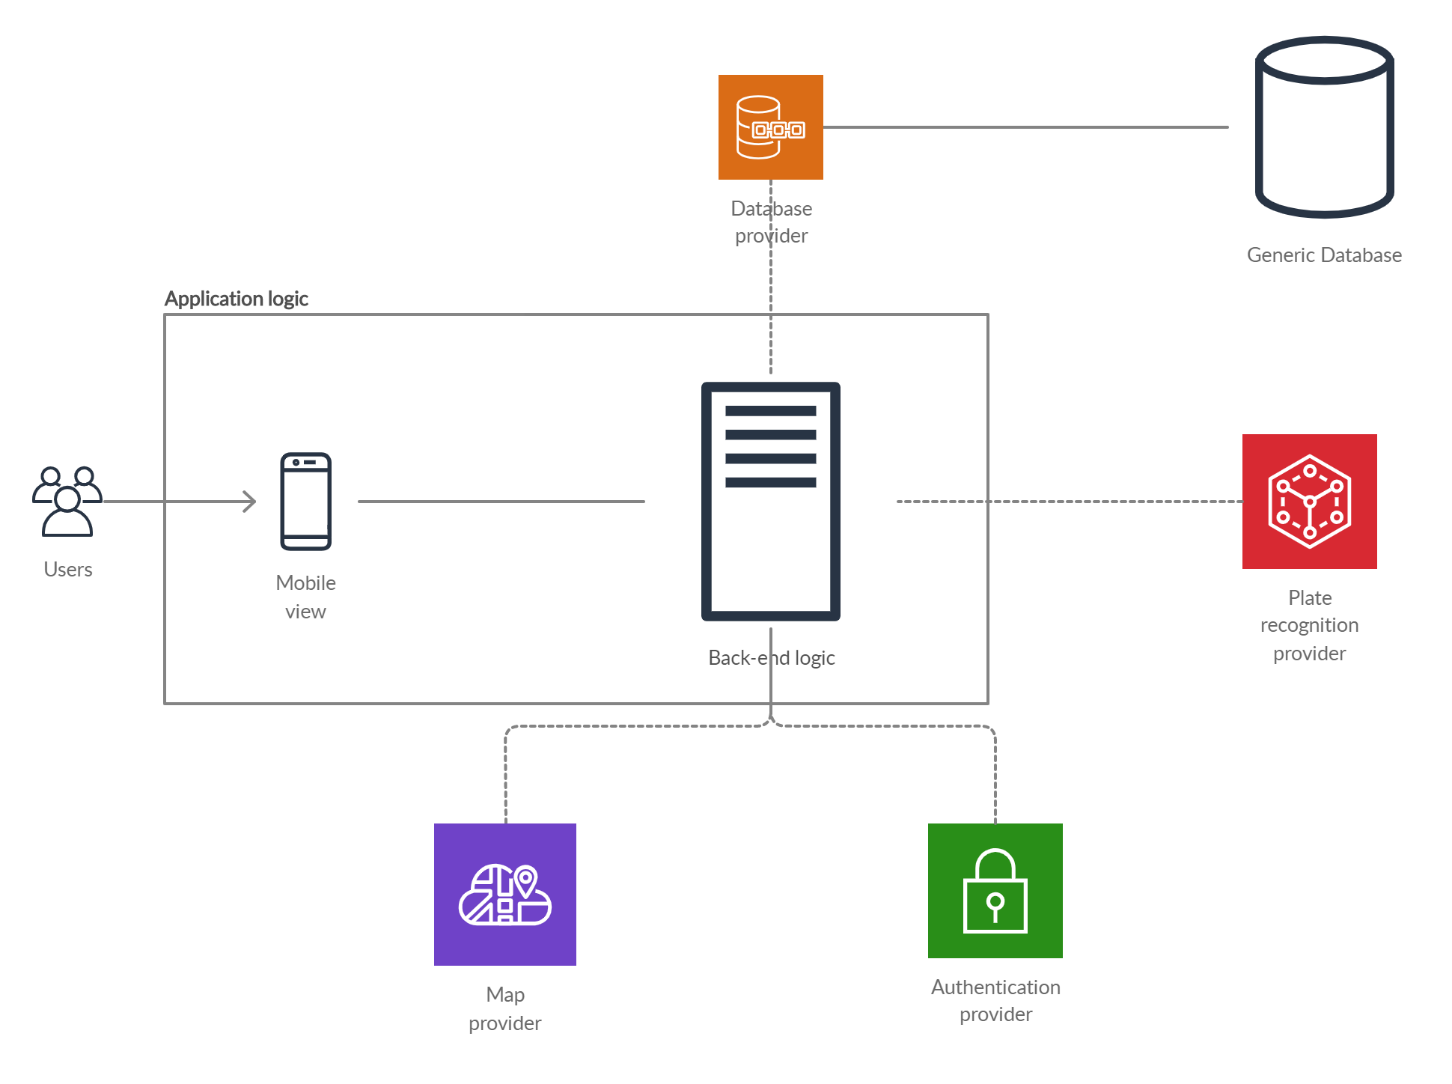 Database
provider
Generic Database
Application logic
Users
Mobile
view
Back-end logic
Plate
recognition
provider
Map
provider
Authentication
provider